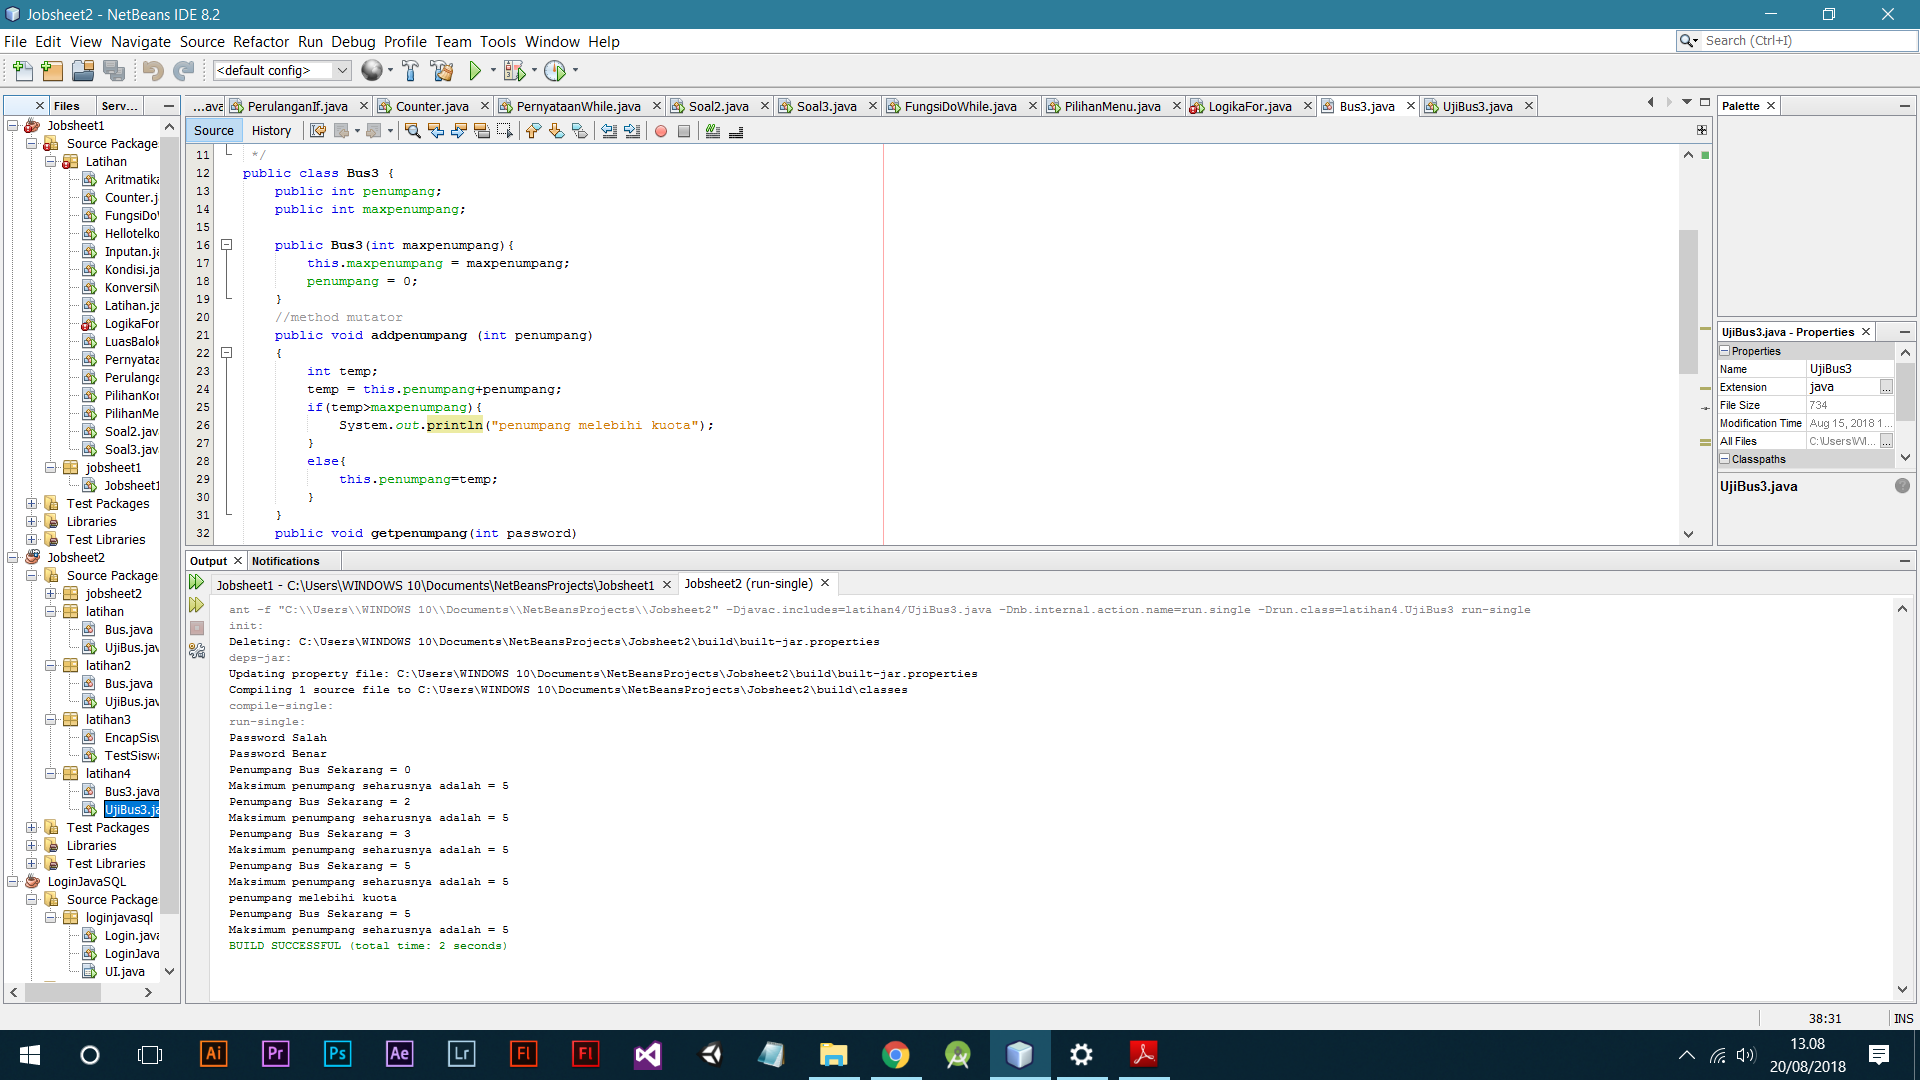 Jobsheet2 - NetBeans IDE 8.2
File Edit View Navigate Source Refactor Run Debug Profile Team Tools Window Help
Search (Ctrl+I)
<default config>
Files Serv...
...ava PerulanganIf.java Counter.java PernyataanWhile.java Soal2.java Soal3.java FungsiDoWhile.java PilihanMenu.java LogikaFor.java Bus3.java UjiBus3.java
Source History
Jobsheet1
Source Package
Latihan
Aritmatika
Counter.j
FungsiDoW
Hellotelko
Inputan.ja
Kondisi.ja
KonversiN
Latihan.ja
LogikaFor
LuasBalok
Pernyataa
Perulanga
PilihanKon
PilihanMe
Soal2.java
Soal3.java
jobsheet1
Jobsheet1
Test Packages
Libraries
Test Libraries
Jobsheet2
Source Package
jobsheet2
latihan
Bus.java
UjiBus.jav
latihan2
Bus.java
UjiBus.jav
latihan3
EncapSisw
TestSiswa
latihan4
Bus3.java
UjiBus3.ja
Test Packages
Libraries
Test Libraries
LoginJavaSQL
Source Package
loginjavasql
Login.java
LoginJava
UI.java
11 */
12 public class Bus3 {
13 public int penumpang;
14 public int maxpenumpang;
15
16 public Bus3(int maxpenumpang){
17 this.maxpenumpang = maxpenumpang;
18 penumpang = 0;
19 }
20 //method mutator
21 public void addpenumpang (int penumpang)
22 {
23 int temp;
24 temp = this.penumpang+penumpang;
25 if(temp>maxpenumpang){
26 System.out.println("penumpang melebihi kuota");
27 }
28 else{
29 this.penumpang=temp;
30 }
31 }
32 public void getpenumpang(int password)
Palette
UjiBus3.java - Properties
Properties
Name UjiBus3
Extension java ...
File Size 734
Modification Time Aug 15, 2018 1...
All Files C:\Users\WI... ...
Classpaths
UjiBus3.java
Output Notifications
Jobsheet1 - C:\Users\WINDOWS 10\Documents\NetBeansProjects\Jobsheet1 Jobsheet2 (run-single)
ant -f "C:\\Users\\WINDOWS 10\\Documents\\NetBeansProjects\\Jobsheet2" -Djavac.includes=latihan4/UjiBus3.java -Dnb.internal.action.name=run.single -Drun.class=latihan4.UjiBus3 run-single
init:
Deleting: C:\Users\WINDOWS 10\Documents\NetBeansProjects\Jobsheet2\build\built-jar.properties
deps-jar:
Updating property file: C:\Users\WINDOWS 10\Documents\NetBeansProjects\Jobsheet2\build\built-jar.properties
Compiling 1 source file to C:\Users\WINDOWS 10\Documents\NetBeansProjects\Jobsheet2\build\classes
compile-single:
run-single:
Password Salah
Password Benar
Penumpang Bus Sekarang = 0
Maksimum penumpang seharusnya adalah = 5
Penumpang Bus Sekarang = 2
Maksimum penumpang seharusnya adalah = 5
Penumpang Bus Sekarang = 3
Maksimum penumpang seharusnya adalah = 5
Penumpang Bus Sekarang = 5
Maksimum penumpang seharusnya adalah = 5
penumpang melebihi kuota
Penumpang Bus Sekarang = 5
Maksimum penumpang seharusnya adalah = 5
BUILD SUCCESSFUL (total time: 2 seconds)
38:31 INS
Ai Pr Ps Ae Lr Fl Fl
13.08
20/08/2018